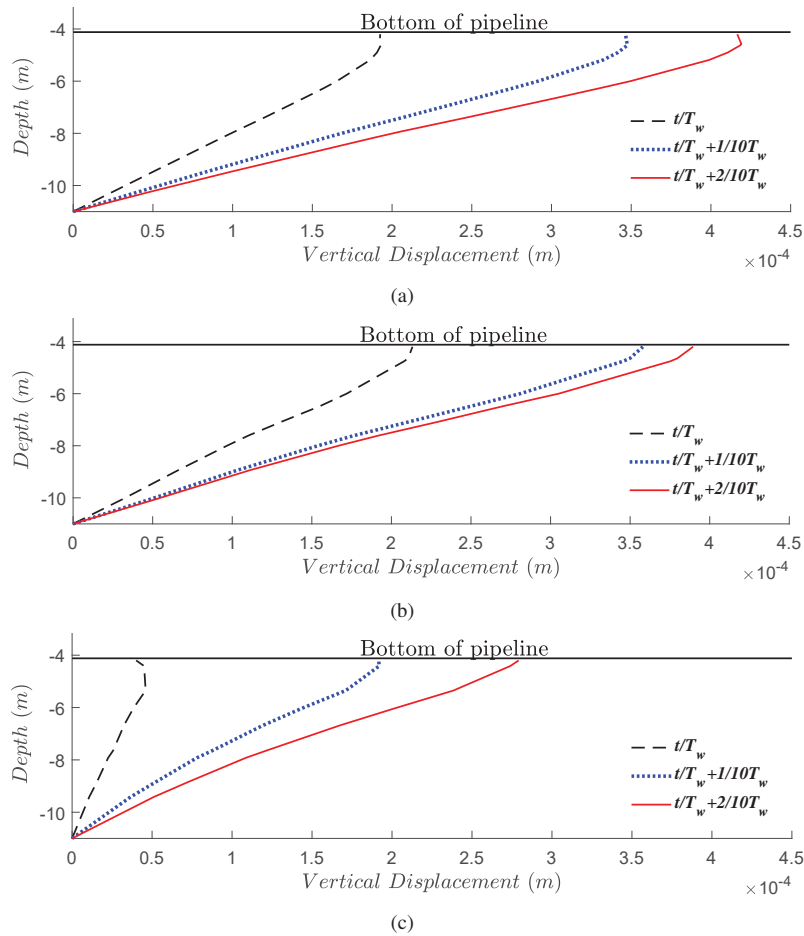 Bottom of pipeline
-4
-6
-8
-10
Depth (m)
t/T_w
t/T_w+1/10T_w
t/T_w+2/10T_w
0 0.5 1 1.5 2 2.5 3 3.5 4 4.5
Vertical Displacement (m)
×10^-4
(a)
Bottom of pipeline
-4
-6
-8
-10
Depth (m)
t/T_w
t/T_w+1/10T_w
t/T_w+2/10T_w
0 0.5 1 1.5 2 2.5 3 3.5 4 4.5
Vertical Displacement (m)
×10^-4
(b)
Bottom of pipeline
-4
-6
-8
-10
Depth (m)
t/T_w
t/T_w+1/10T_w
t/T_w+2/10T_w
0 0.5 1 1.5 2 2.5 3 3.5 4 4.5
Vertical Displacement (m)
×10^-4
(c)